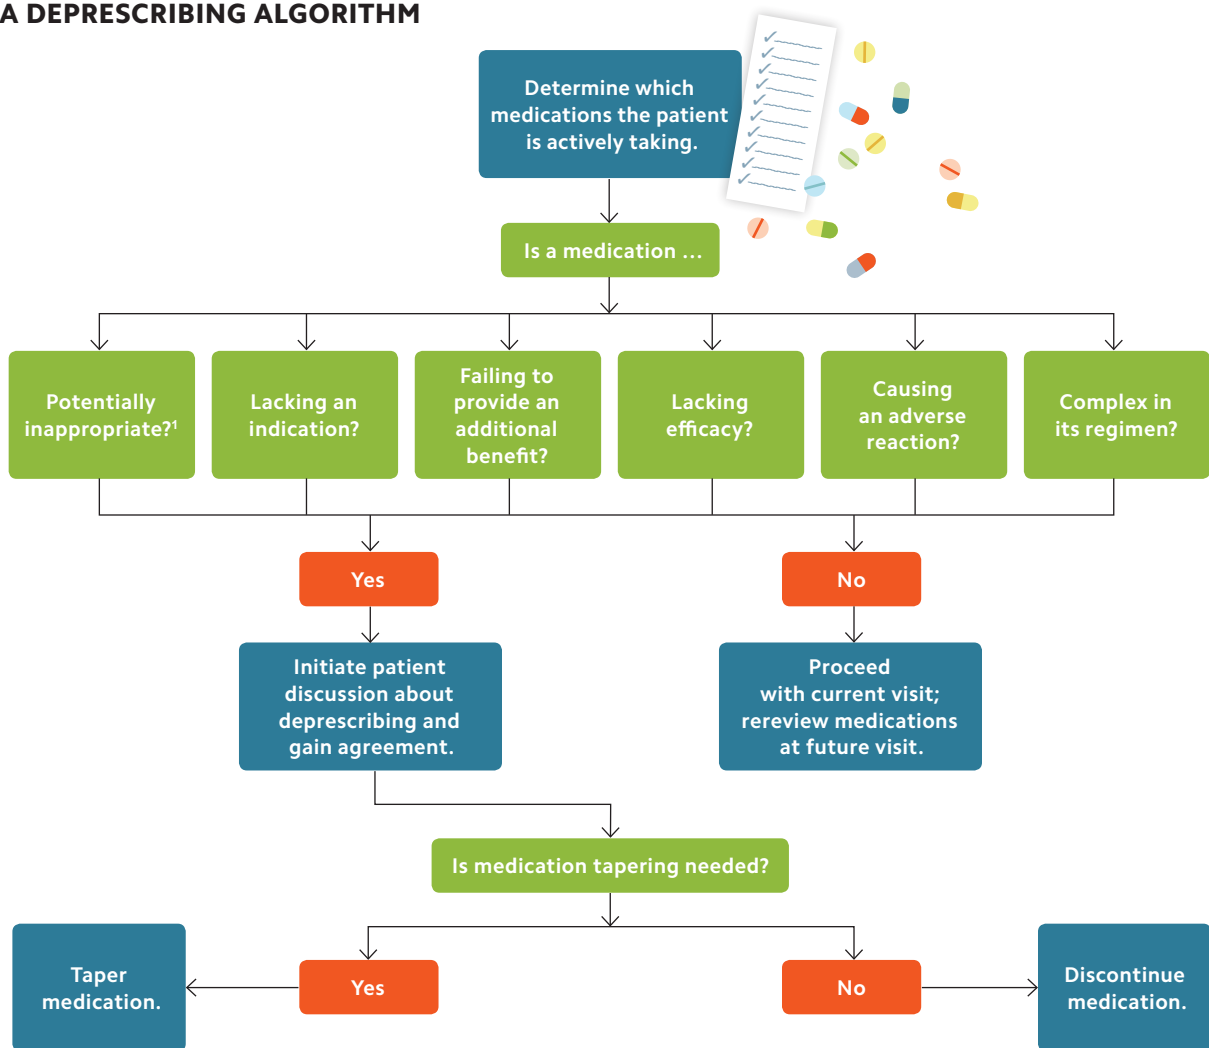 A DEPRESCRIBING ALGORITHM
Determine which
medications the patient
is actively taking.
Is a medication …
Potentially
inappropriate?¹
Lacking an
indication?
Failing to
provide an
additional
benefit?
Lacking
efficacy?
Causing
an adverse
reaction?
Complex in
its regimen?
Yes
No
Initiate patient
discussion about
deprescribing and
gain agreement.
Proceed
with current visit;
rereview medications
at future visit.
Is medication tapering needed?
Taper
medication.
Yes
No
Discontinue
medication.